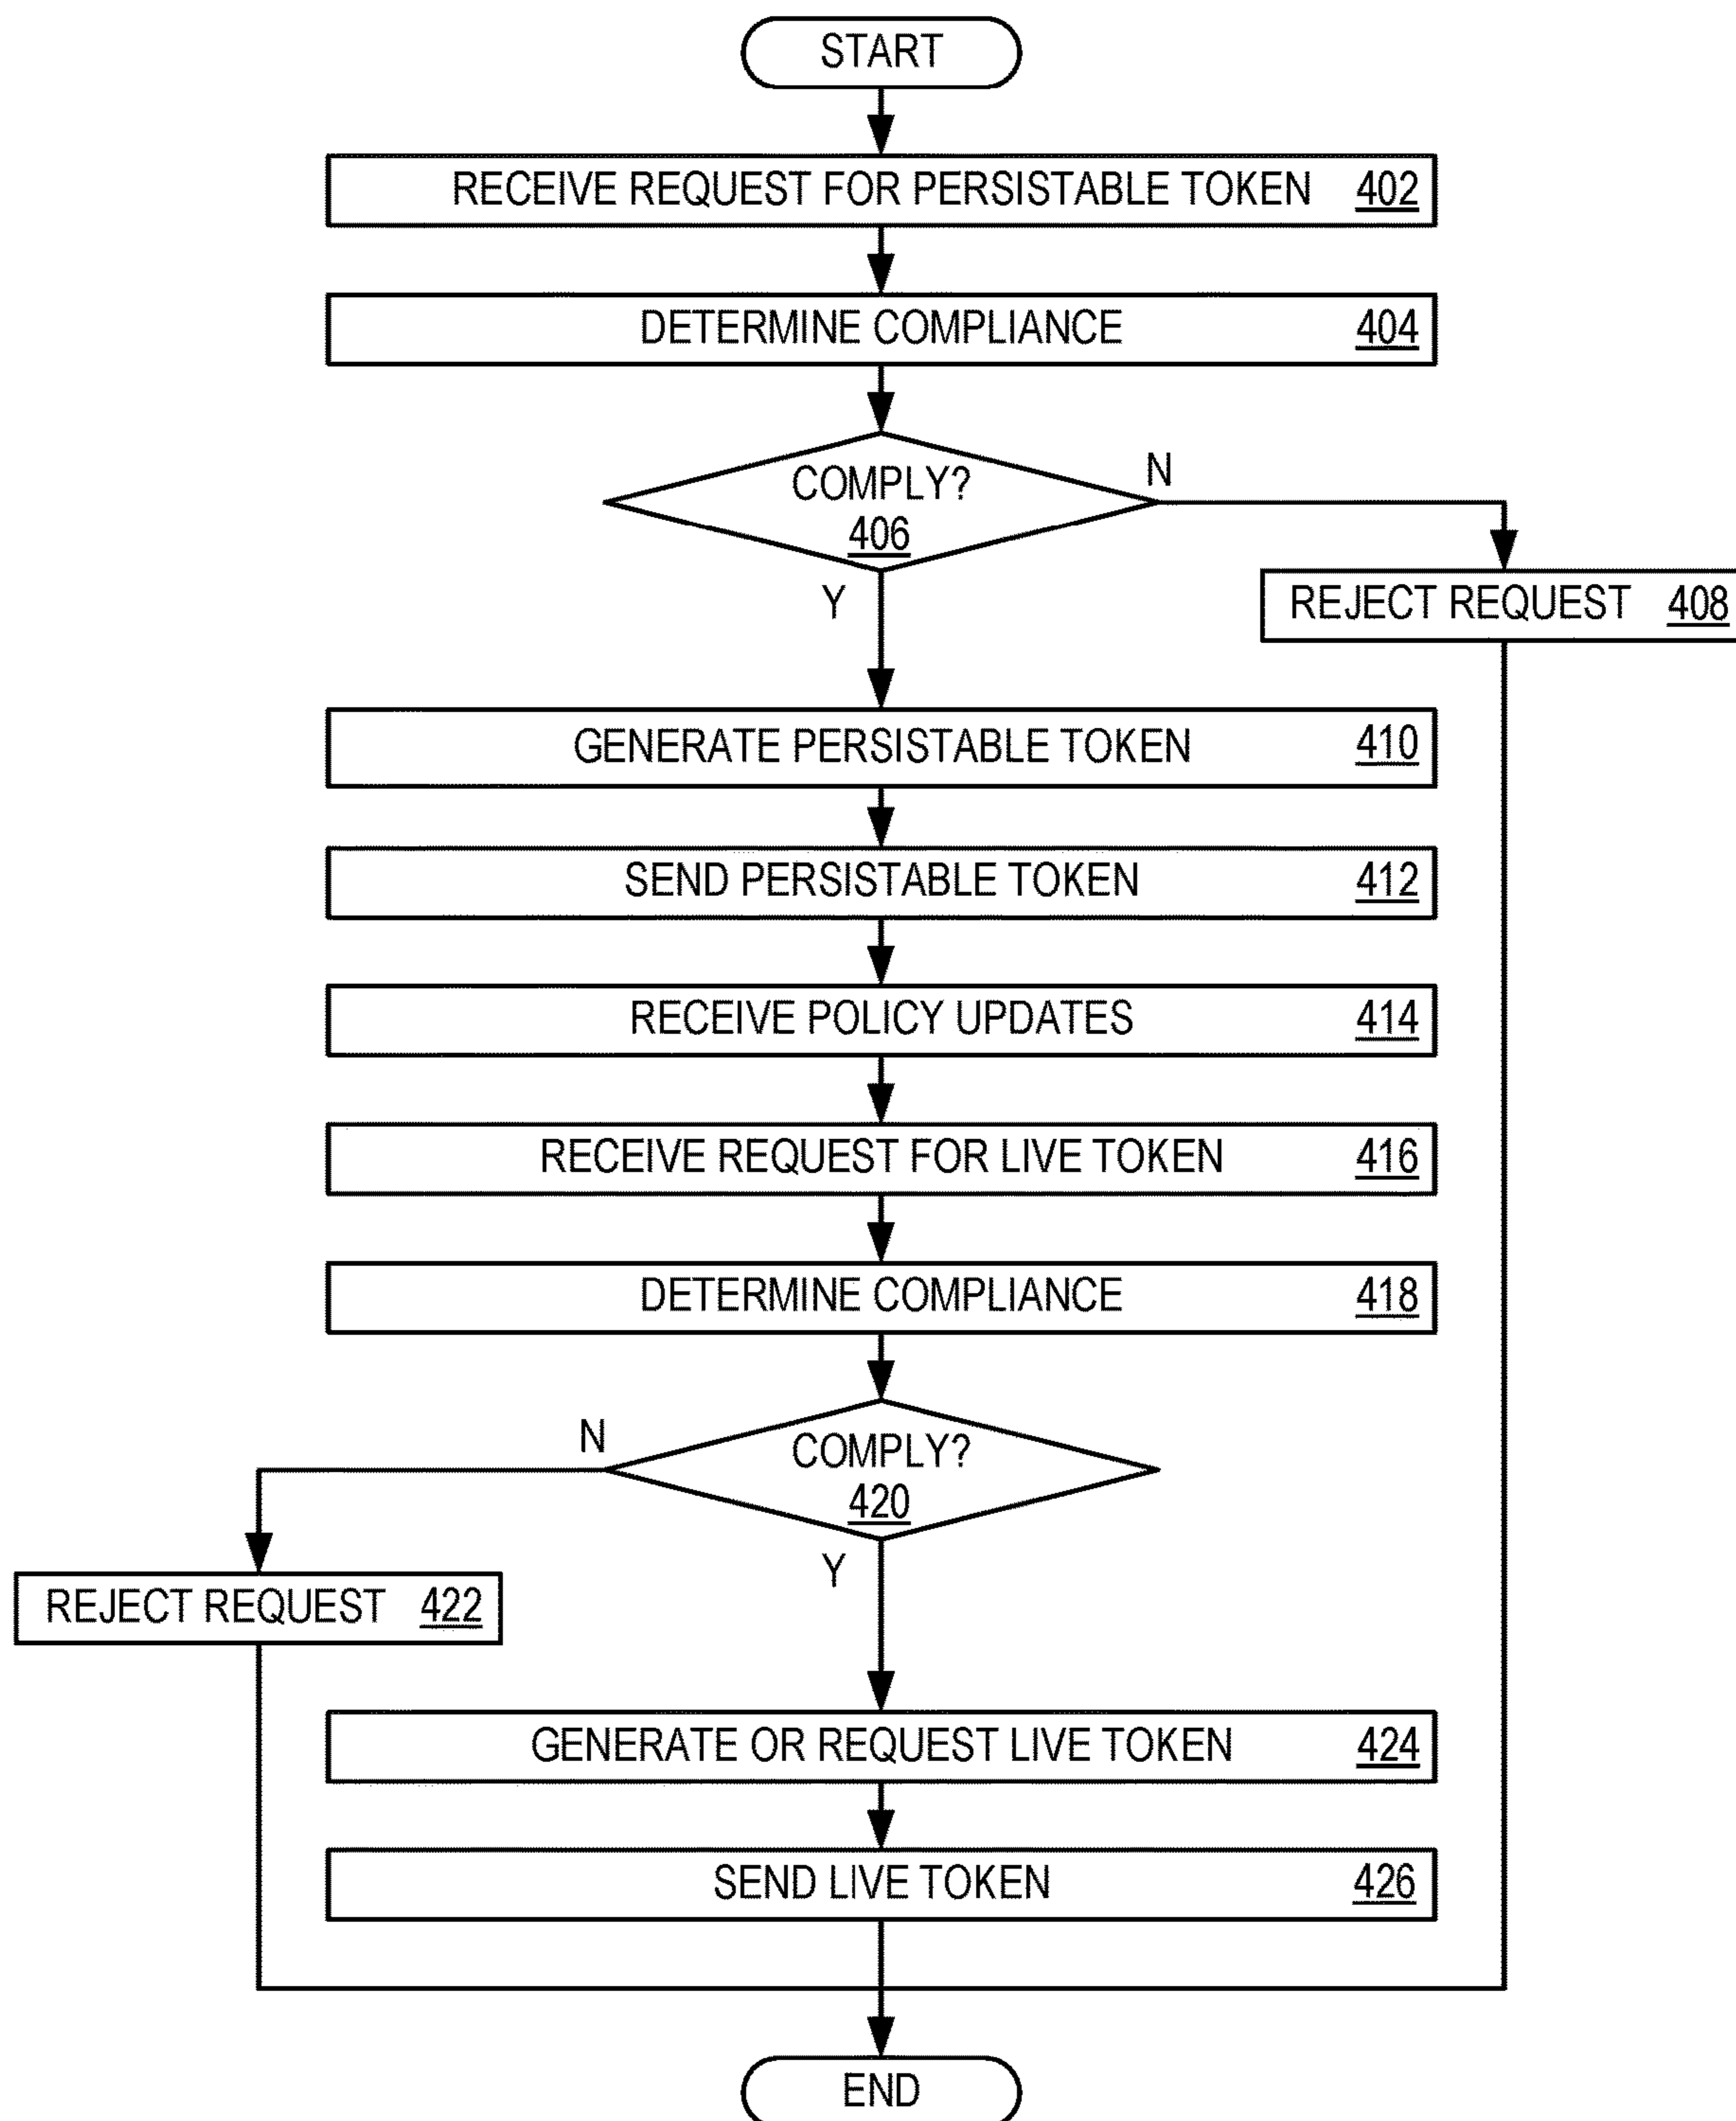 START
RECEIVE REQUEST FOR PERSISTABLE TOKEN 402
DETERMINE COMPLIANCE 404
COMPLY?
406
N
Y
REJECT REQUEST 408
GENERATE PERSISTABLE TOKEN 410
SEND PERSISTABLE TOKEN 412
RECEIVE POLICY UPDATES 414
RECEIVE REQUEST FOR LIVE TOKEN 416
DETERMINE COMPLIANCE 418
COMPLY?
420
N
Y
REJECT REQUEST 422
GENERATE OR REQUEST LIVE TOKEN 424
SEND LIVE TOKEN 426
END